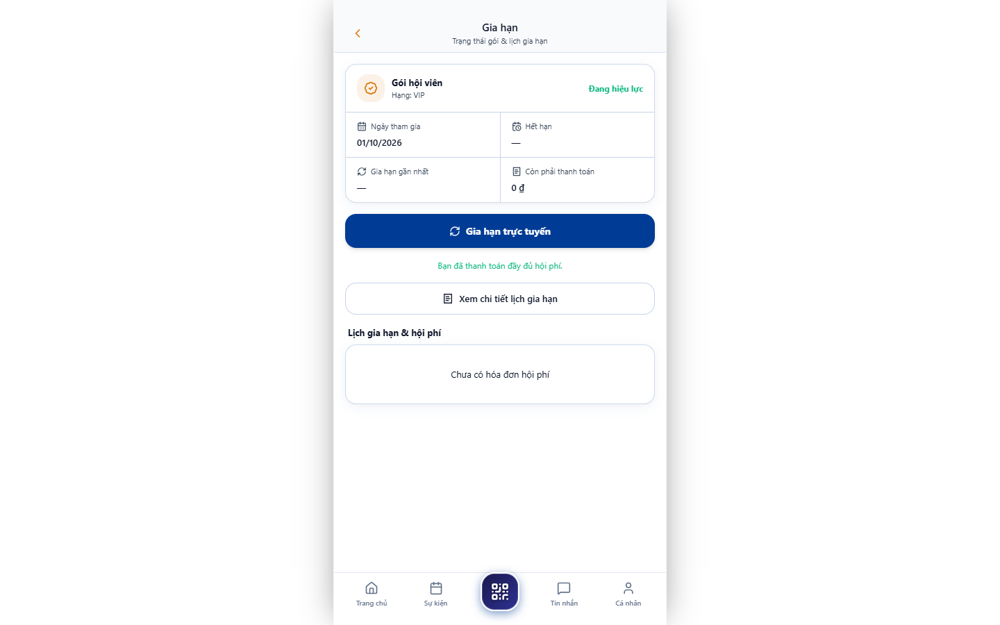 Gia hạn
Trạng thái gói & lịch gia hạn
Gói hội viên
Hạng: VIP
Đang hiệu lực
Ngày tham gia
01/10/2026
Hết hạn
—
Gia hạn gần nhất
—
Còn phải thanh toán
0 ₫
Gia hạn trực tuyến
Bạn đã thanh toán đầy đủ hội phí.
Xem chi tiết lịch gia hạn
Lịch gia hạn & hội phí
Chưa có hóa đơn hội phí
Trang chủ
Sự kiện
Tin nhắn
Cá nhân